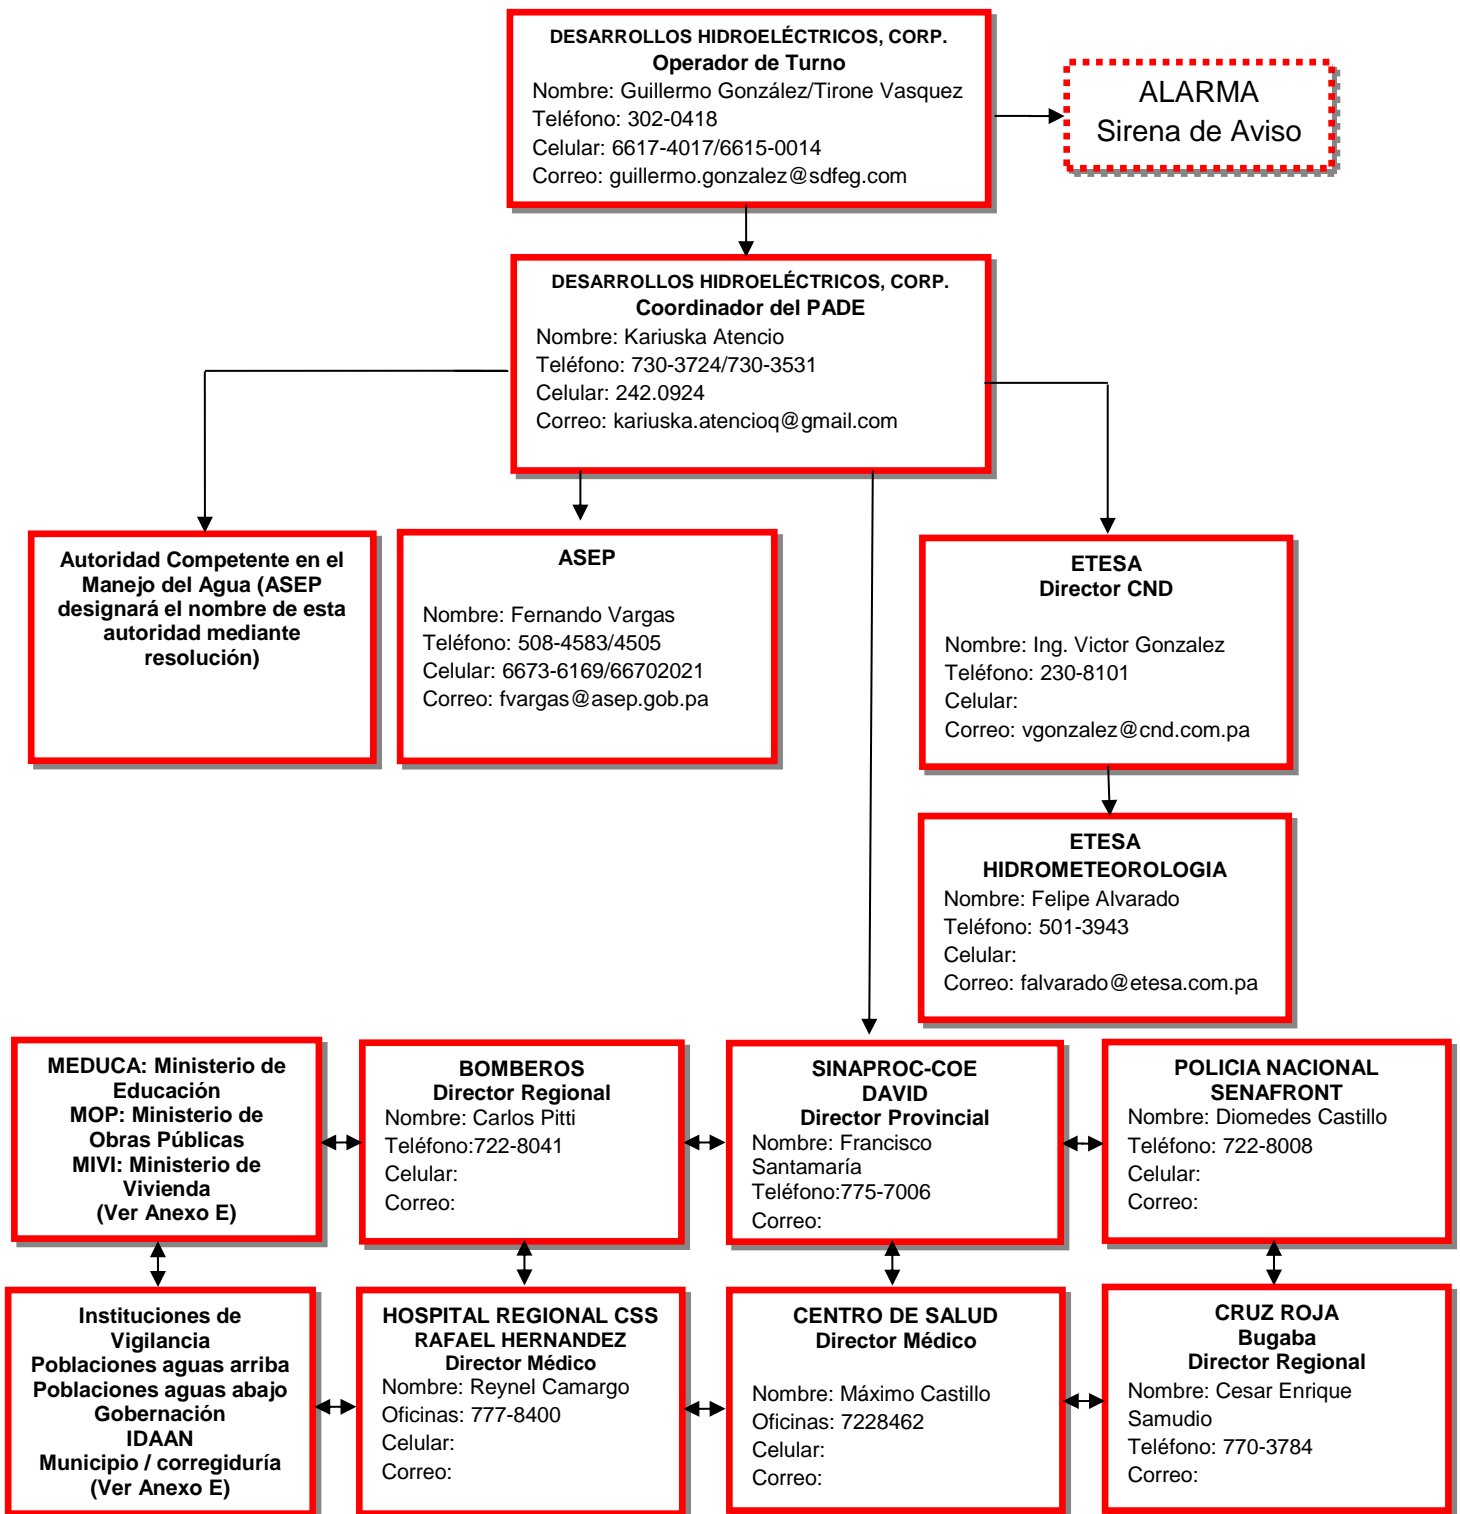 DESARROLLOS HIDROELÉCTRICOS, CORP.
Operador de Turno
Nombre: Guillermo González/Tirone Vasquez
Teléfono: 302-0418
Celular: 6617-4017/6615-0014
Correo: guillermo.gonzalez@sdfeg.com
ALARMA
Sirena de Aviso
DESARROLLOS HIDROELÉCTRICOS, CORP.
Coordinador del PADE
Nombre: Kariuska Atencio
Teléfono: 730-3724/730-3531
Celular: 242.0924
Correo: kariuska.atencioq@gmail.com
Autoridad Competente en el
Manejo del Agua (ASEP
designará el nombre de esta
autoridad mediante
resolución)
ASEP
Nombre: Fernando Vargas
Teléfono: 508-4583/4505
Celular: 6673-6169/66702021
Correo: fvargas@asep.gob.pa
ETESA
Director CND
Nombre: Ing. Victor Gonzalez
Teléfono: 230-8101
Celular:
Correo: vgonzalez@cnd.com.pa
ETESA
HIDROMETEOROLOGIA
Nombre: Felipe Alvarado
Teléfono: 501-3943
Celular:
Correo: falvarado@etesa.com.pa
MEDUCA: Ministerio de
Educación
MOP: Ministerio de
Obras Públicas
MIVI: Ministerio de
Vivienda
(Ver Anexo E)
BOMBEROS
Director Regional
Nombre: Carlos Pitti
Teléfono:722-8041
Celular:
Correo:
SINAPROC-COE
DAVID
Director Provincial
Nombre: Francisco
Santamaría
Teléfono:775-7006
Correo:
POLICIA NACIONAL
SENAFRONT
Nombre: Diomedes Castillo
Teléfono: 722-8008
Celular:
Correo:
Instituciones de
Vigilancia
Poblaciones aguas arriba
Poblaciones aguas abajo
Gobernación
IDAAN
Municipio / corregiduría
(Ver Anexo E)
HOSPITAL REGIONAL CSS
RAFAEL HERNANDEZ
Director Médico
Nombre: Reynel Camargo
Oficinas: 777-8400
Celular:
Correo:
CENTRO DE SALUD
Director Médico
Nombre: Máximo Castillo
Oficinas: 7228462
Celular:
Correo:
CRUZ ROJA
Bugaba
Director Regional
Nombre: Cesar Enrique
Samudio
Teléfono: 770-3784
Correo: